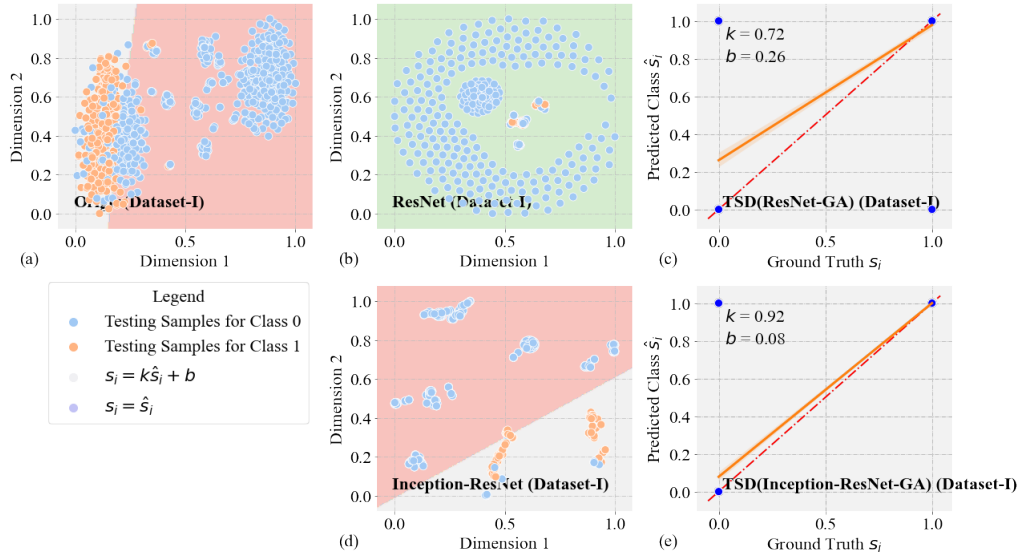 1.0
0.8
0.6
0.4
0.2
0.0
Dimension 2
(Dataset-I)
0.0
0.5
1.0
(a)
Dimension 1
1.0
0.8
0.6
0.4
0.2
0.0
Dimension 2
ResNet (Dataset-I)
0.0
0.5
1.0
(b)
Dimension 1
1.0
0.8
0.6
0.4
0.2
0.0
Predicted Class ŝᵢ
k = 0.72
b = 0.26
TSD(ResNet-GA) (Dataset-I)
0.0
0.5
1.0
(c)
Ground Truth sᵢ
Legend
Testing Samples for Class 0
Testing Samples for Class 1
sᵢ = kŝᵢ + b
sᵢ = ŝᵢ
1.0
0.8
0.6
0.4
0.2
0.0
Dimension 2
Inception-ResNet (Dataset-I)
0.0
0.5
1.0
(d)
Dimension 1
1.0
0.8
0.6
0.4
0.2
0.0
Predicted Class ŝᵢ
k = 0.92
b = 0.08
TSD(Inception-ResNet-GA) (Dataset-I)
0.0
0.5
1.0
(e)
Ground Truth sᵢ